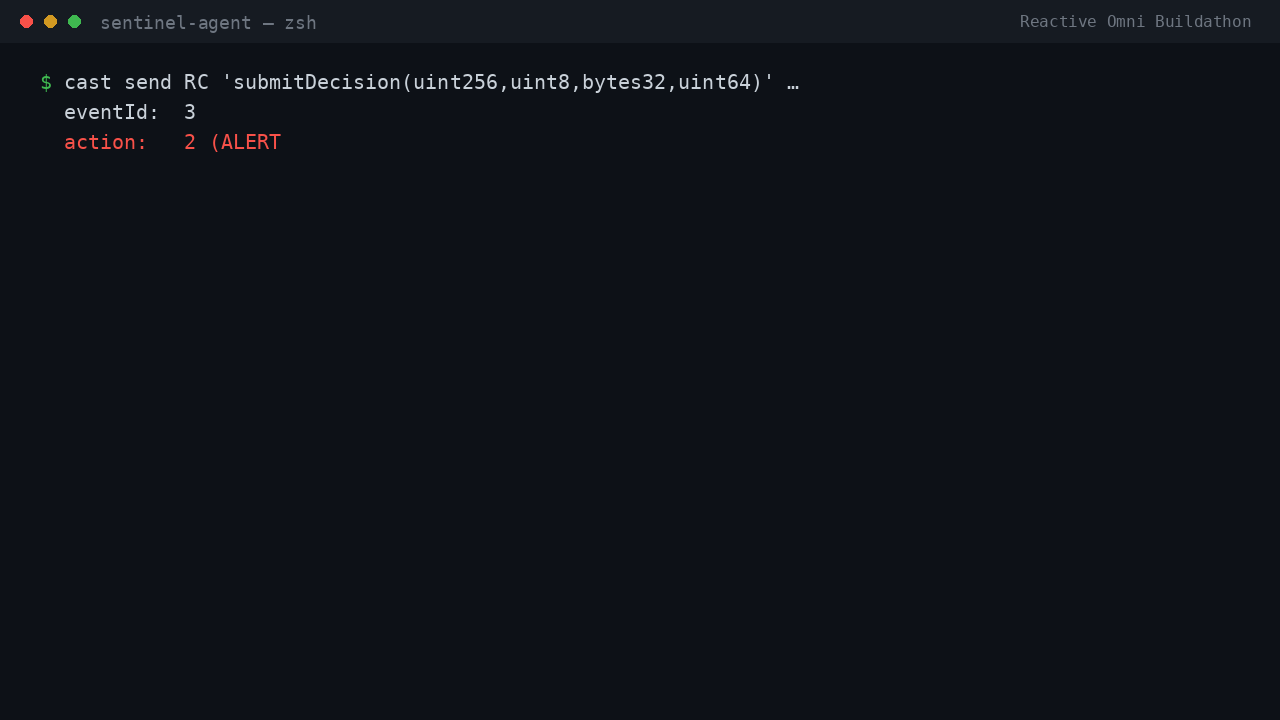 sentinel-agent — zsh
Reactive Omni Buildathon
$ cast send RC 'submitDecision(uint256,uint8,bytes32,uint64)' …
eventId:  3
action:   2 (ALERT